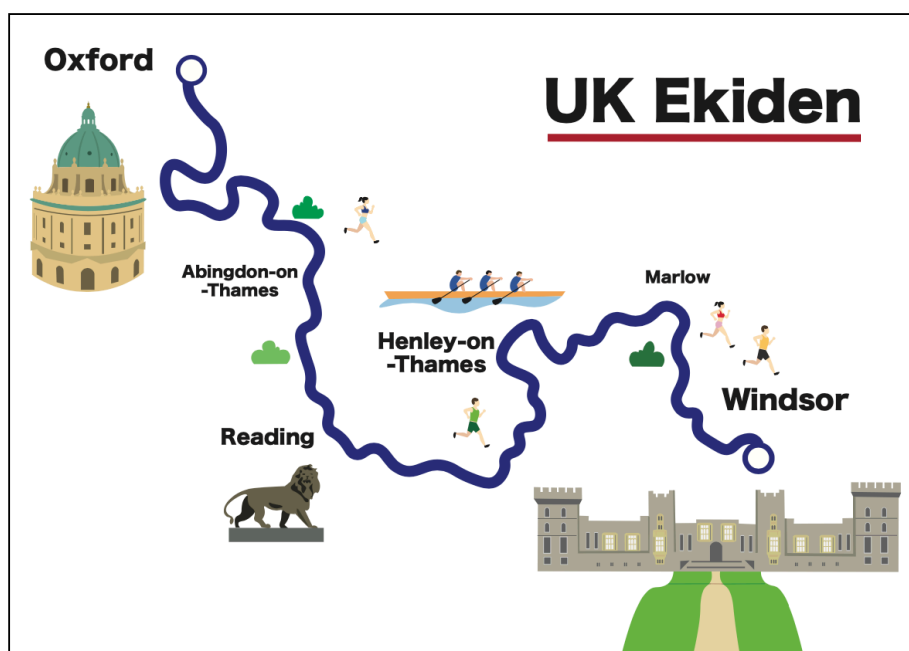 Oxford
UK Ekiden
Abingdon-on
-Thames
Marlow
Henley-on
-Thames
Windsor
Reading